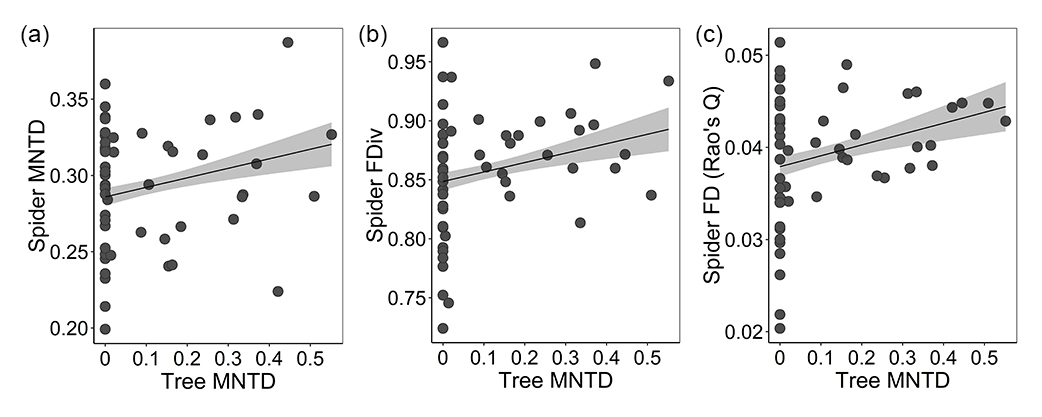 (a)
Spider MNTD
0.35
0.30
0.25
0.20
0 0.1 0.2 0.3 0.4 0.5
Tree MNTD
(b)
Spider FDiv
0.95
0.90
0.85
0.80
0.75
0 0.1 0.2 0.3 0.4 0.5
Tree MNTD
(c)
Spider FD (Rao's Q)
0.05
0.04
0.03
0.02
0 0.1 0.2 0.3 0.4 0.5
Tree MNTD